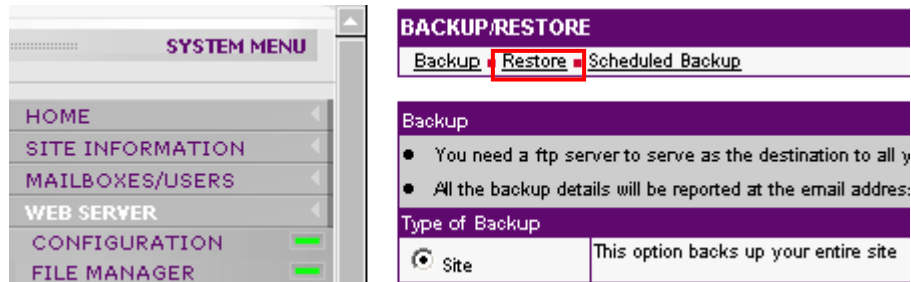 SYSTEM MENU
HOME
SITE INFORMATION
MAILBOXES/USERS
WEB SERVER
CONFIGURATION
FILE MANAGER
BACKUP/RESTORE
Backup Restore Scheduled Backup
Backup
You need a ftp server to serve as the destination to all
All the backup details will be reported at the email
Type of Backup
Site This option backs up your entire site